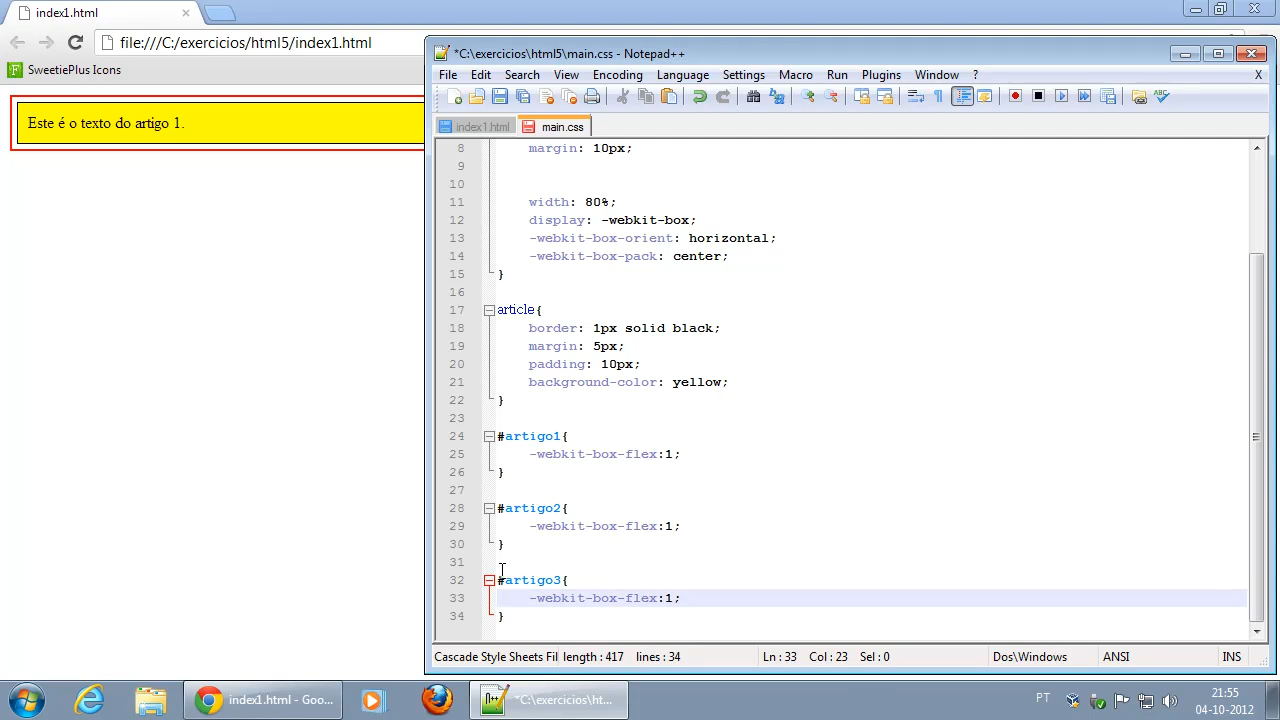 index1.html
file:///C:/exercicios/html5/index1.html
SweetiePlus Icons
Este é o texto do artigo 1.
*C:\exercicios\html5\main.css - Notepad++
File Edit Search View Encoding Language Settings Macro Run Plugins Window ? X
index1.html main.css
8 margin: 10px;
9
10
11 width: 80%;
12 display: -webkit-box;
13 -webkit-box-orient: horizontal;
14 -webkit-box-pack: center;
15 }
16
17 article{
18 border: 1px solid black;
19 margin: 5px;
20 padding: 10px;
21 background-color: yellow;
22 }
23
24 #artigo1{
25 -webkit-box-flex:1;
26 }
27
28 #artigo2{
29 -webkit-box-flex:1;
30 }
31
32 #artigo3{
33 -webkit-box-flex:1;
34 }
Cascade Style Sheets Fil length : 417 lines : 34 Ln : 33 Col : 23 Sel : 0 Dos\Windows ANSI INS
index1.html - Goo... *C:\exercicios\ht... PT 21:55
04-10-2012